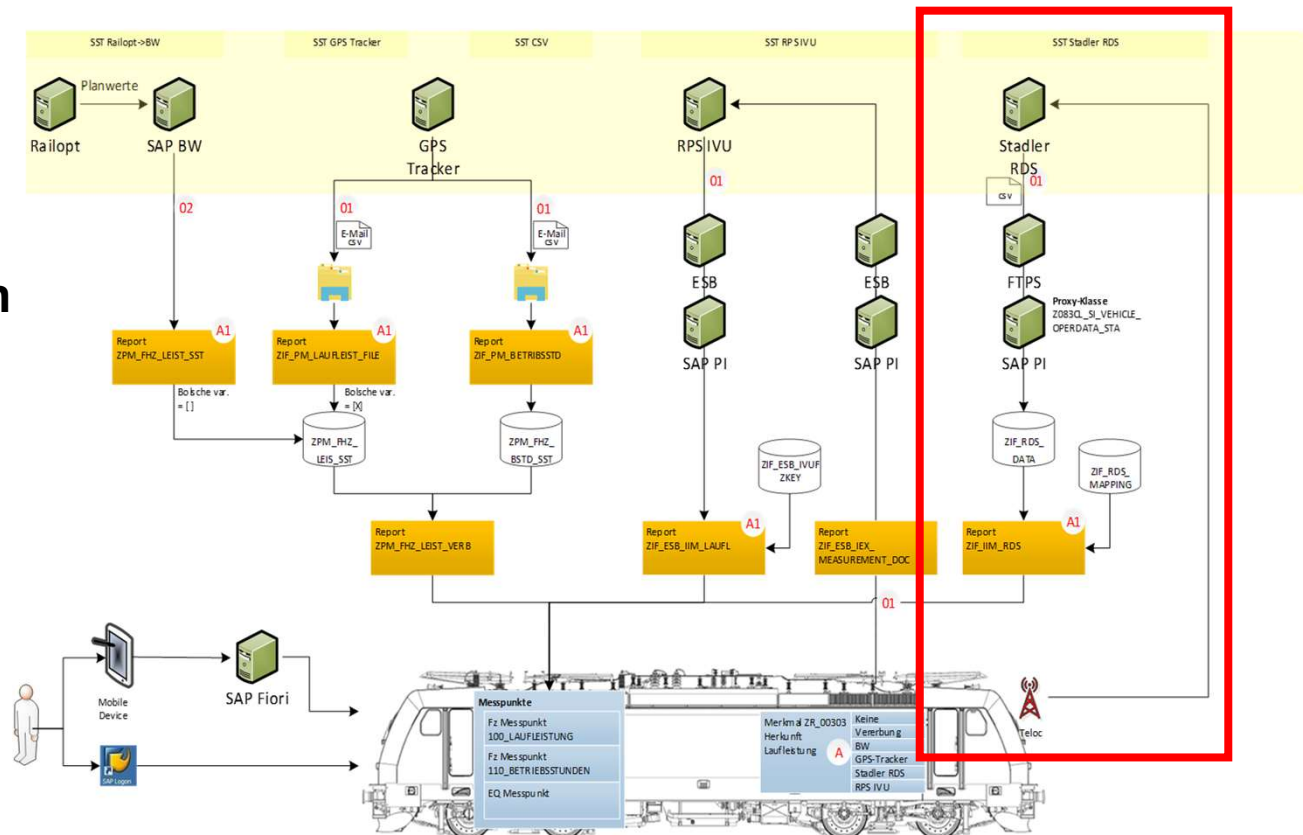 SST Railopt->BW
SST GPS Tracker
SST CSV
SST RPS IVU
SST Stadler RDS
Planwerte
Railopt
SAP BW
GPS
Tracker
RPS IVU
Stadler
RDS
02
01
E-Mail
CSV
01
E-Mail
CSV
01
01
CSV
n
ESB
ESB
FTPS
Proxy-Klasse
Z083CL_SI_VEHICLE_
OPERDATA_STA
SAP PI
SAP PI
SAP PI
Report
ZPM_FHZ_LEIST_SST
A1
Report
ZIF_PM_LAUFLEIST_FILE
A1
Report
ZIF_PM_BETRIBSSTD
A1
Bolsche var.
= [ ]
Bolsche var.
= [X]
ZPM_FHZ_
LEIS_SST
ZPM_FHZ_
BSTD_SST
ZIF_ESB_IVUF
ZKEY
ZIF_RDS_
DATA
ZIF_RDS_
MAPPING
Report
ZPM_FHZ_LEIST_VERB
Report
ZIF_ESB_IIM_LAUFL
A1
Report
ZIF_ESB_IEX_
MEASUREMENT_DOC
Report
ZIF_IIM_RDS
A1
01
Mobile
Device
SAP Fiori
SAP Logon
Messpunkte
Fz Messpunkt
100_LAUFLEISTUNG
Fz Messpunkt
110_BETRIEBSSTUNDEN
EQ Messpunkt
Merkmal ZR_00303
Herkunft
Laufleistung
A
Keine
Vererbung
BW
GPS-Tracker
Stadler RDS
RPS IVU
Teloc